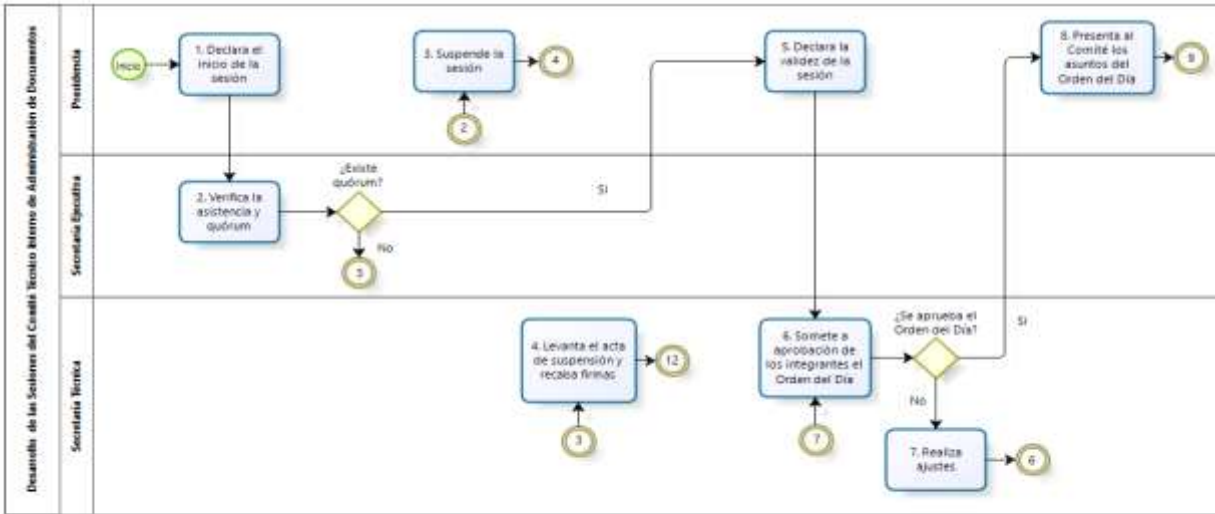 Desarrollo de las Sesiones del Comité Técnico Interno de Administración de Documentos
Presidencia
Inicio
1. Declara el
inicio de la
sesión
3. Suspende la
sesión
4
2
5. Declara la
validez de la
sesión
8. Presenta al
Comité los
asuntos del
Orden del Día
9
Secretaría Ejecutiva
2. Verifica la
asistencia y
quórum
¿Existe
quórum?
Si
No
3
Secretaría Técnica
4. Levanta el acta
de suspensión y
recaba firmas
12
3
6. Somete a
aprobación de
los integrantes el
Orden del Día
7
¿Se aprueba el
Orden del Día?
Si
No
7. Realiza
ajustes
6